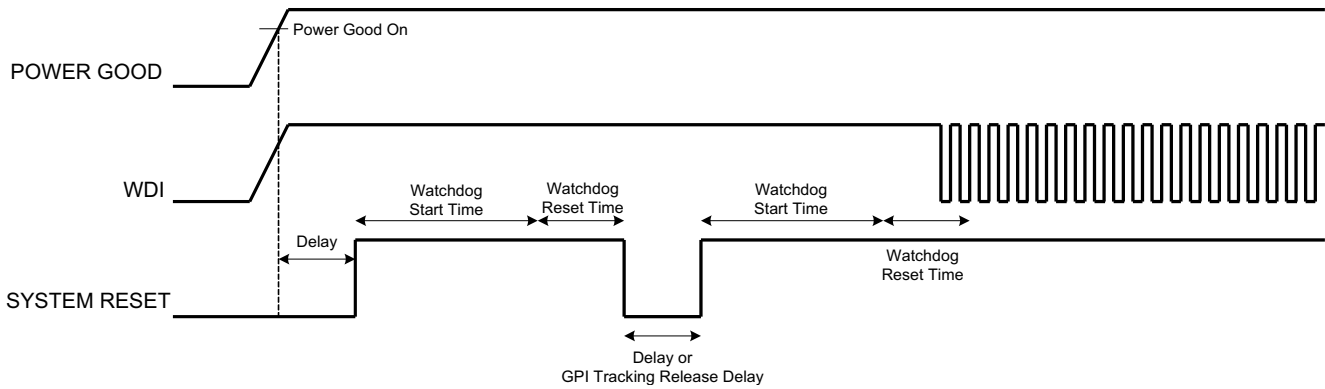 Power Good On
POWER GOOD
WDI
Watchdog
Start Time
Watchdog
Reset Time
Watchdog
Start Time
Delay
Watchdog
Reset Time
SYSTEM RESET
Delay or
GPI Tracking Release Delay